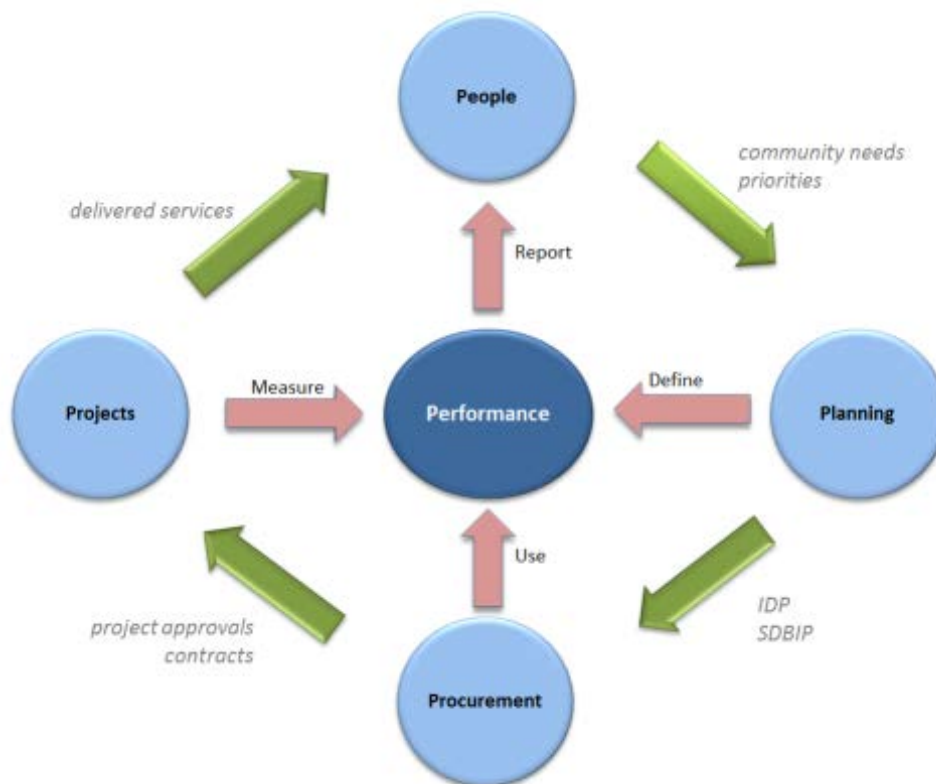 People
community needs
priorities
delivered services
Report
Measure
Define
Projects
Performance
Planning
Use
project approvals
contracts
IDP
SDBIP
Procurement